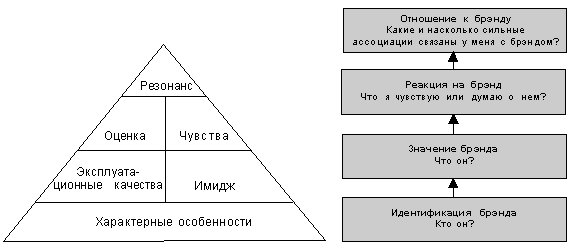 Резонанс
Оценка
Чувства
Эксплуата-
ационные качества
Имидж
Характерные особенности
Отношение к брэнду
Какие и насколько сильные
ассоциации связаны у меня с брэндом?
Реакция на брэнд
Что я чувствую или думаю о нем?
Значение брэнда
Что он?
Идентификация брэнда
Кто он?